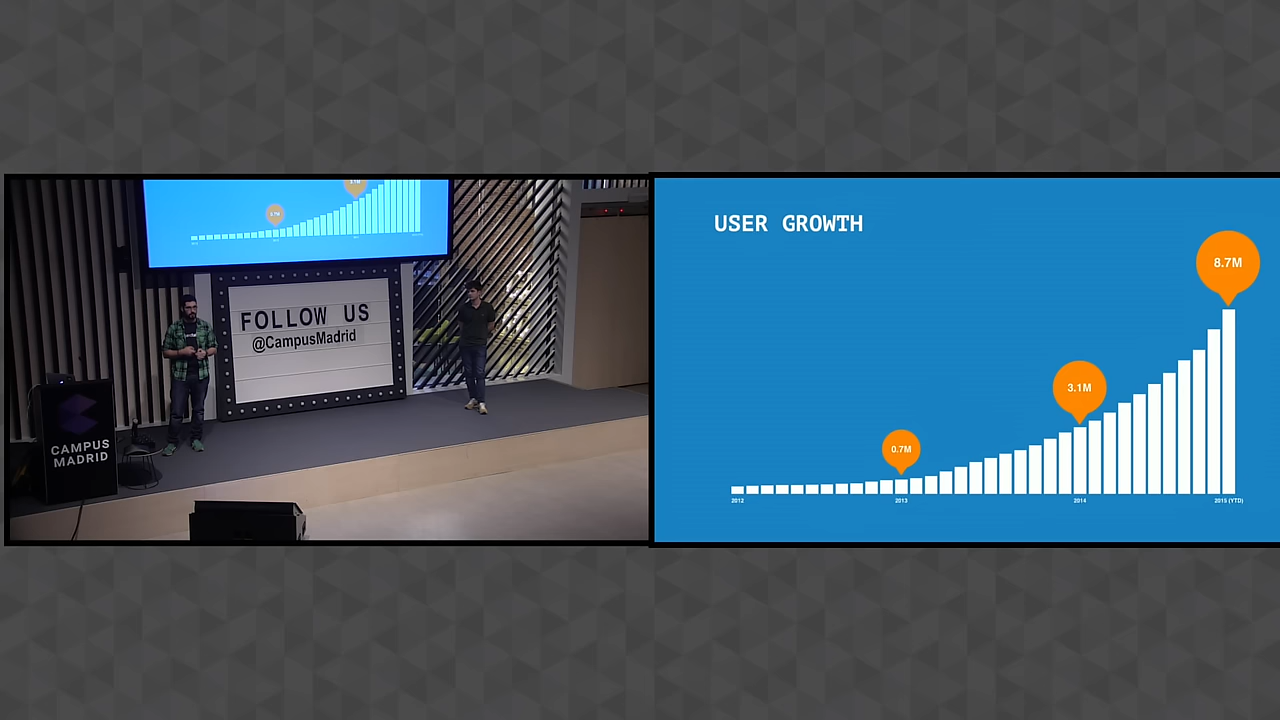 FOLLOW US
@CampusMadrid
CAMPUS
MADRID
USER GROWTH
8.7M
3.1M
0.7M
2012
2013
2014
2015 (YTD)